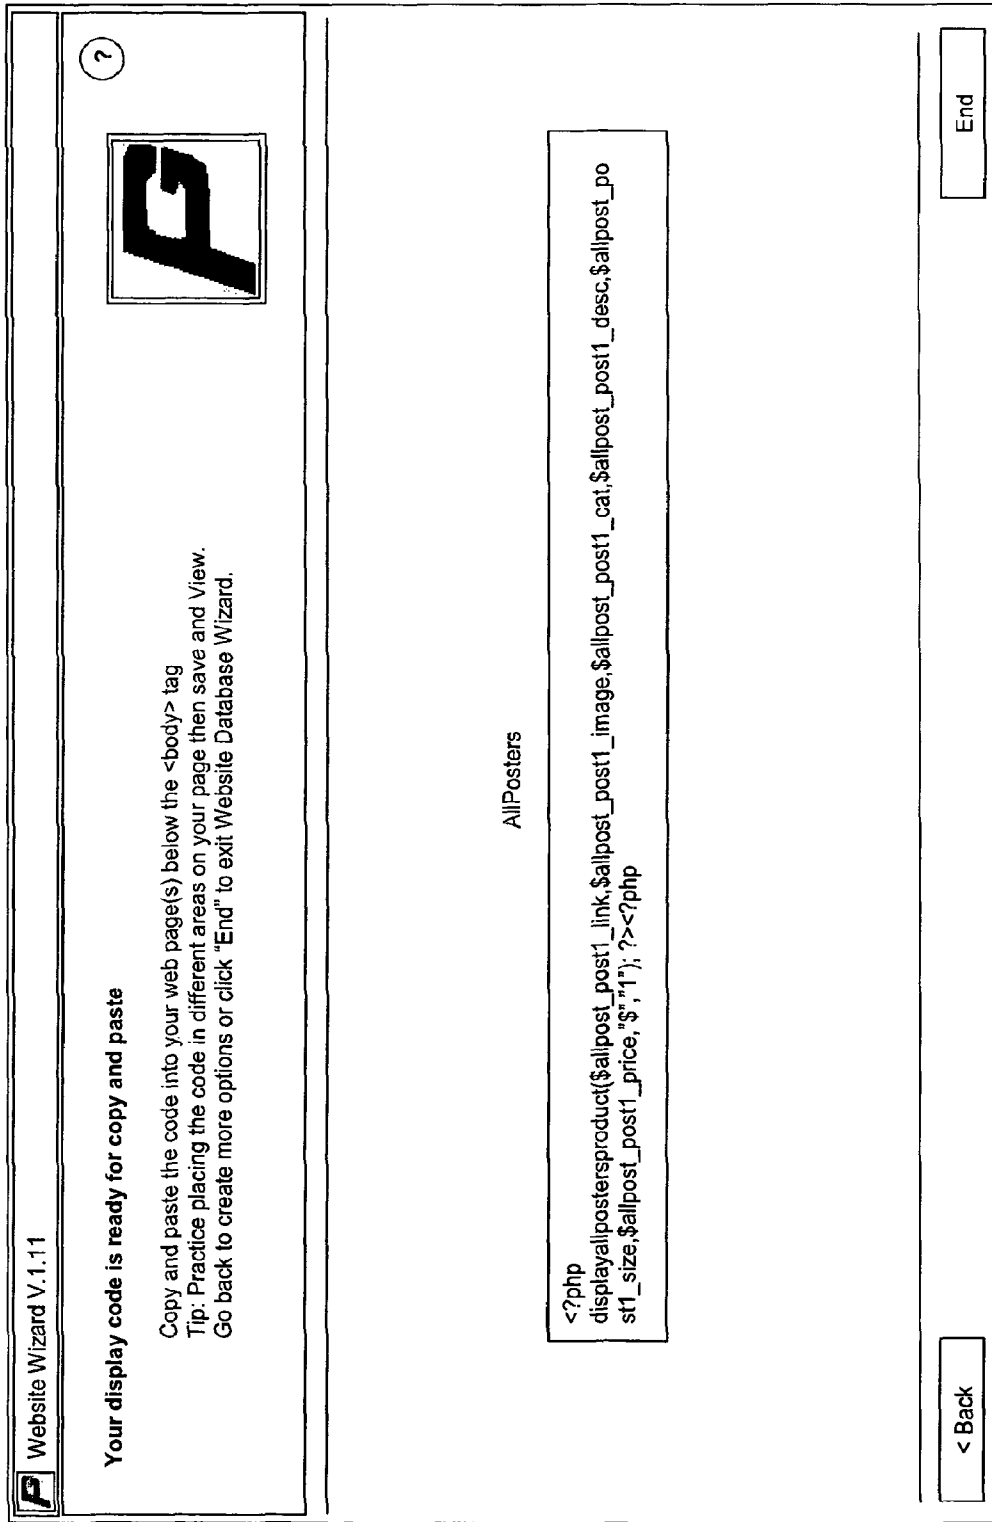 Website Wizard V.1.11
Your display code is ready for copy and paste
?
Copy and paste the code into your web page(s) below the <body> tag
Tip: Practice placing the code in different areas on your page then save and View.
Go back to create more options or click "End" to exit Website Database Wizard.
AllPosters
<?php
displayallpostersproduct($allpost_post1_link,$allpost_post1_image,$allpost_post1_cat,$allpost_post1_desc,$allpost_po
st1_size,$allpost_post1_price,"$","1"); ?><?php
< Back
End